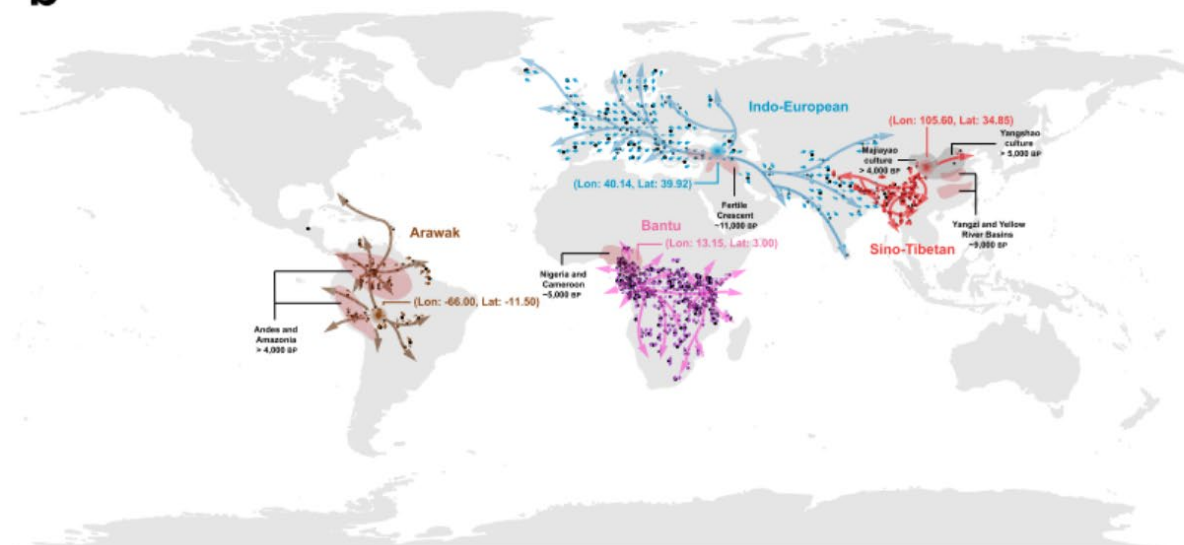 b
Indo-European
(Lon: 105.60, Lat: 34.85)
Yangshao
culture
> 5,000 BP
Majiayao
culture
> 4,000 BP
(Lon: 40.14, Lat: 39.92)
Fertile
Crescent
~11,000 BP
Yangzi and Yellow
River Basins
~9,000 BP
Sino-Tibetan
Bantu
(Lon: 13.15, Lat: 3.00)
Nigeria and
Cameroon
~5,000 BP
Arawak
(Lon: -66.00, Lat: -11.50)
Andes and
Amazonia
> 4,000 BP